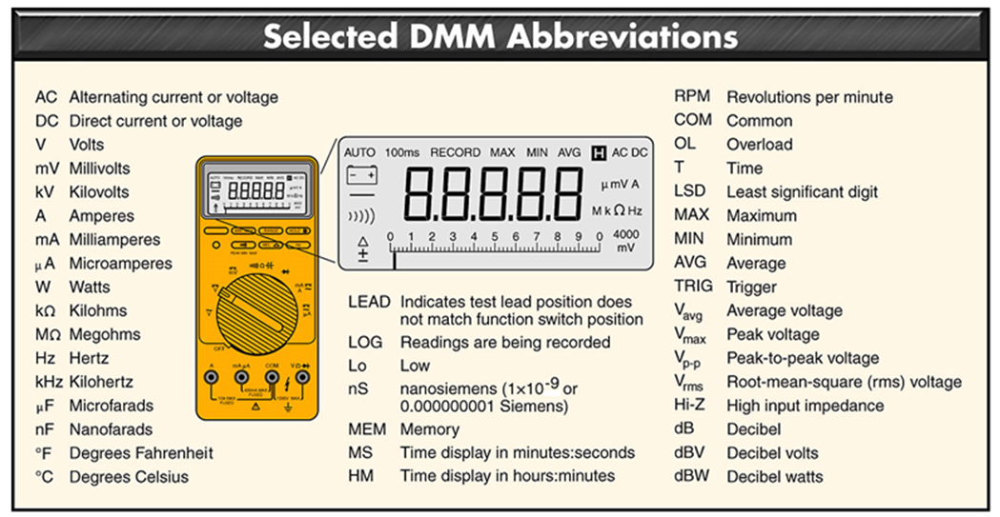 Selected DMM Abbreviations
AC Alternating current or voltage
DC Direct current or voltage
V Volts
mV Millivolts
kV Kilovolts
A Amperes
mA Milliamperes
μA Microamperes
W Watts
kΩ Kilohms
MΩ Megohms
Hz Hertz
kHz Kilohertz
μF Microfarads
nF Nanofarads
°F Degrees Fahrenheit
°C Degrees Celsius
OFF
A mA μA COM VΩ
AUTO 100ms RECORD MAX MIN AVG H AC DC
8.8.8.8.8
μ mV A
M k Ω Hz
0 1 2 3 4 5 6 7 8 9 0 4000
mV
LEAD Indicates test lead position does
not match function switch position
LOG Readings are being recorded
Lo Low
nS nanosiemens (1×10⁻⁹ or
0.000000001 Siemens)
MEM Memory
MS Time display in minutes:seconds
HM Time display in hours:minutes
RPM Revolutions per minute
COM Common
OL Overload
T Time
LSD Least significant digit
MAX Maximum
MIN Minimum
AVG Average
TRIG Trigger
Vavg Average voltage
Vmax Peak voltage
Vp-p Peak-to-peak voltage
Vrms Root-mean-square (rms) voltage
Hi-Z High input impedance
dB Decibel
dBV Decibel volts
dBW Decibel watts